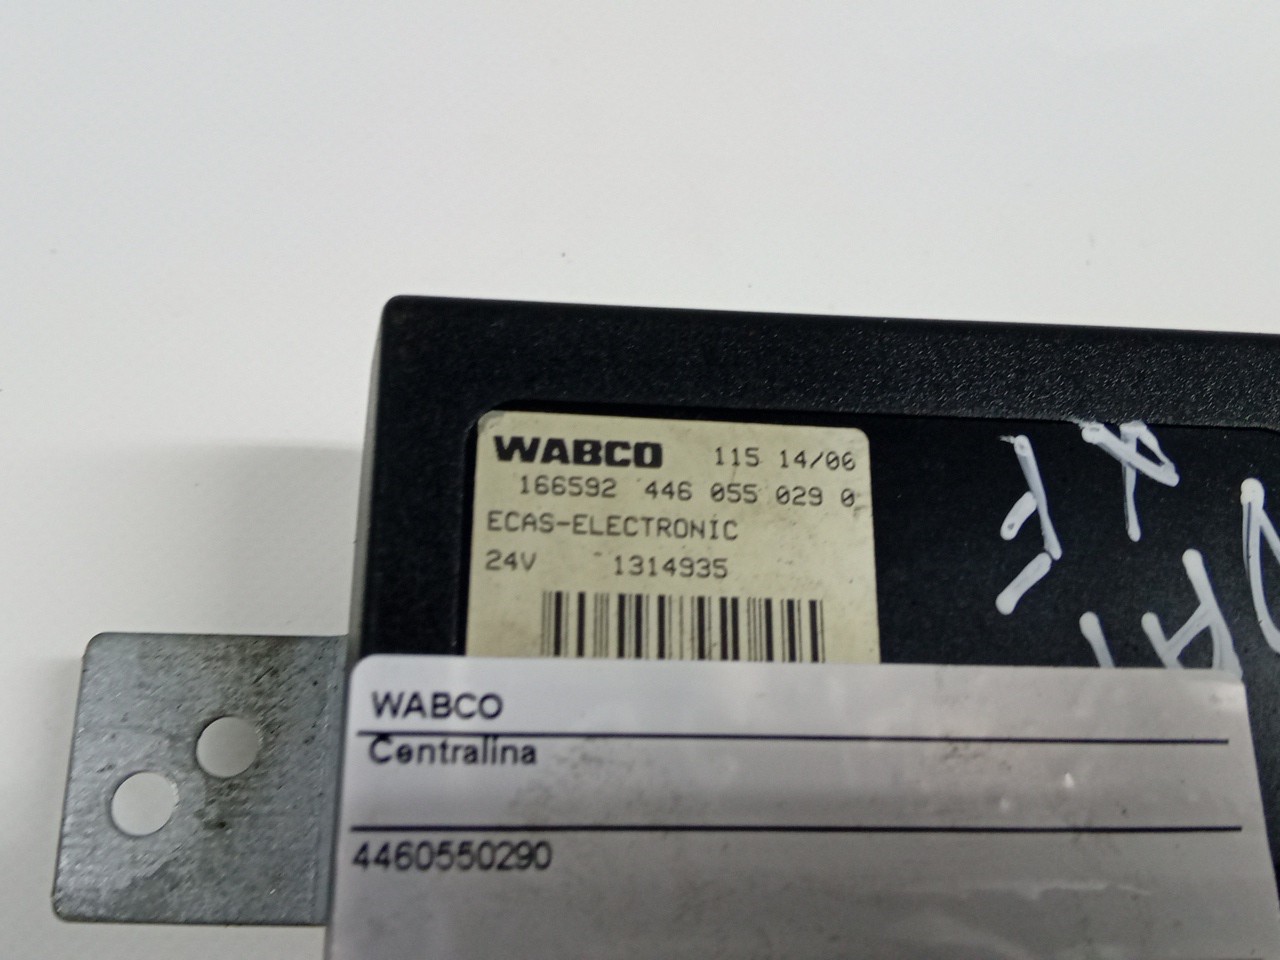 WABCO 115 14/06
166592 446 055 029 0
ECAS-ELECTRONIC
24V 1314935
WABCO
Centralina
4460550290